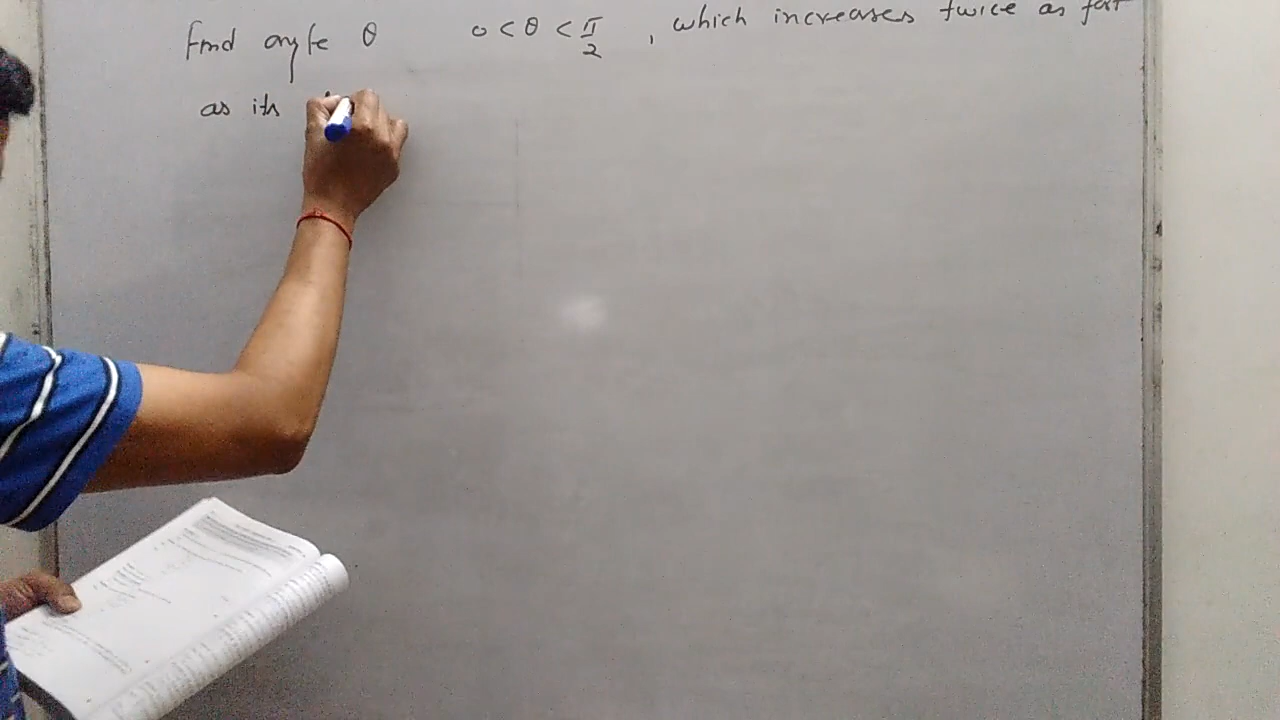 find angle θ 0 < θ < π/2 , which increases twice as fast
as its